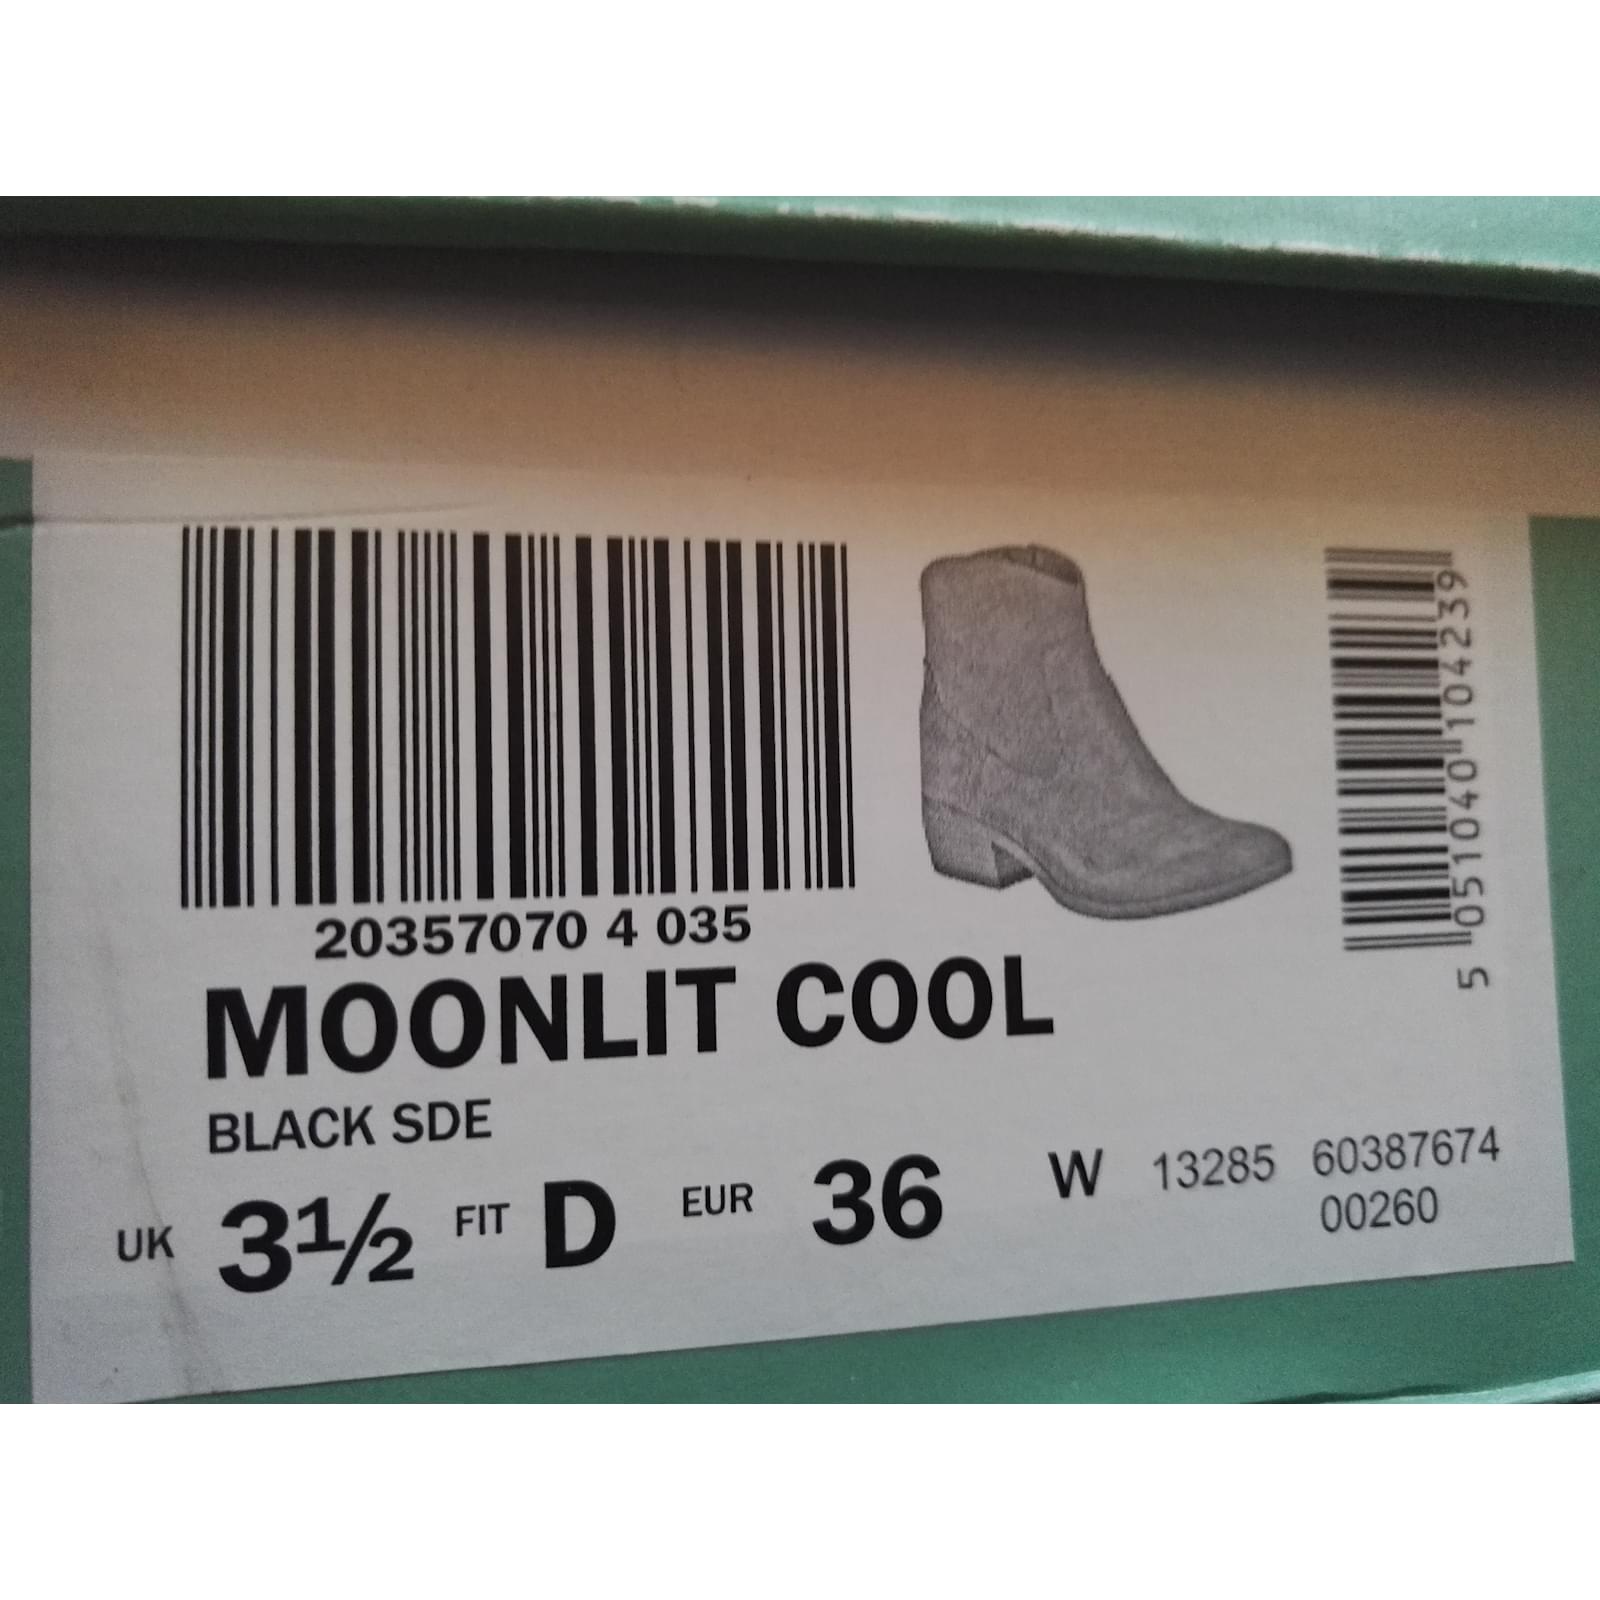 20357070 4 035
MOONLIT COOL
BLACK SDE
UK 3½ FIT D EUR 36 W 13285 60387674
00260
5 051040 104239